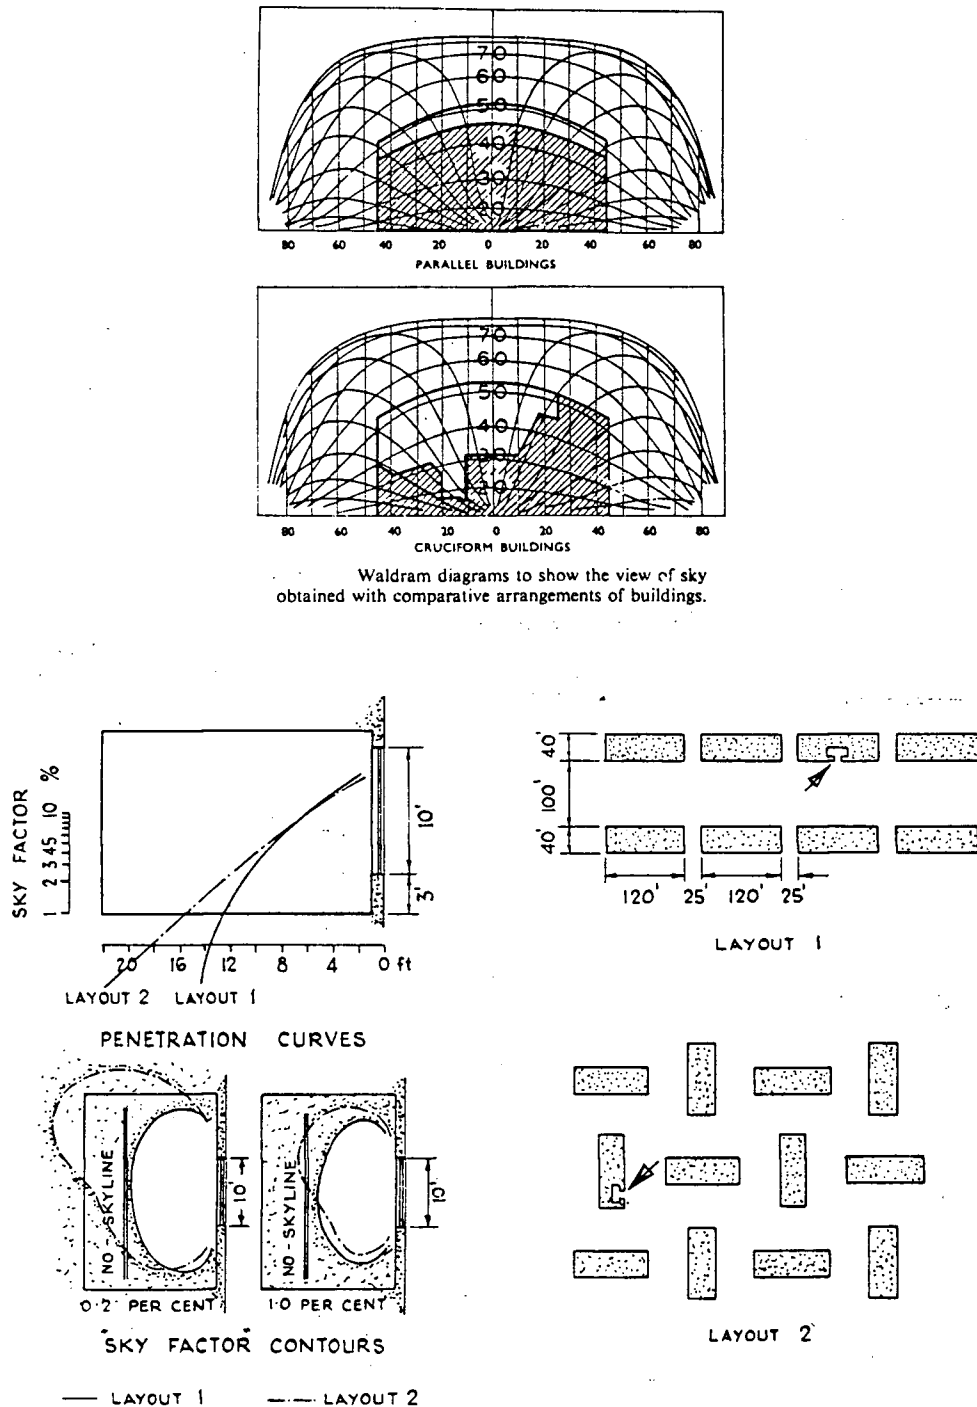 70
60
50
40
30
20
80 60 40 20 0 20 40 60 80
PARALLEL BUILDINGS
70
60
50
40
30
10
80 60 40 20 0 20 40 60 80
CRUCIFORM BUILDINGS
Waldram diagrams to show the view of sky
obtained with comparative arrangements of buildings.
SKY FACTOR
1 2 3 4 5 10 %
10'
3'
20 16 12 8 4 0 ft
LAYOUT 2 LAYOUT 1
PENETRATION CURVES
40'
100'
40'
120' 25' 120' 25'
LAYOUT 1
NO-SKYLINE
10'
NO-SKYLINE
10'
0·2 PER CENT 1.0 PER CENT
"SKY FACTOR" CONTOURS
LAYOUT 1 LAYOUT 2
LAYOUT 2